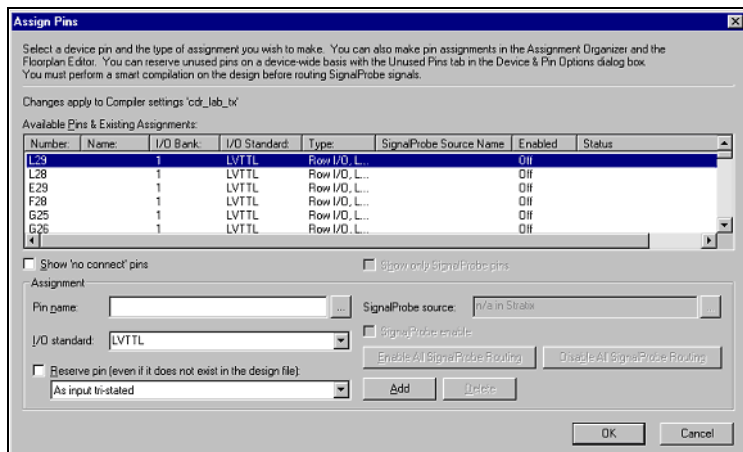 Assign Pins
Select a device pin and the type of assignment you wish to make. You can also make pin assignments in the Assignment Organizer and the
Floorplan Editor. You can reserve unused pins on a device-wide basis with the Unused Pins tab in the Device & Pin Options dialog box.
You must perform a smart compilation on the design before routing SignalProbe signals.
Changes apply to Compiler settings 'cdr_lab_tx'
Available Pins & Existing Assignments:
Number: Name: I/O Bank: I/O Standard: Type: SignalProbe Source Name Enabled Status
L29 1 LVTTL Row I/O, L... Off
L28 1 LVTTL Row I/O, L... Off
E29 1 LVTTL Row I/O, L... Off
F28 1 LVTTL Row I/O, L... Off
G25 1 LVTTL Row I/O, L... Off
G26 1 LVTTL Row I/O, L... Off
Show 'no connect' pins Show only SignalProbe pins
Assignment
Pin name: ... SignalProbe source: n/a in Stratix ...
I/O standard: LVTTL SignalProbe enable
Enable All SignalProbe Routing Disable All SignalProbe Routing
Reserve pin (even if it does not exist in the design file):
As input tri-stated Add Delete
OK Cancel